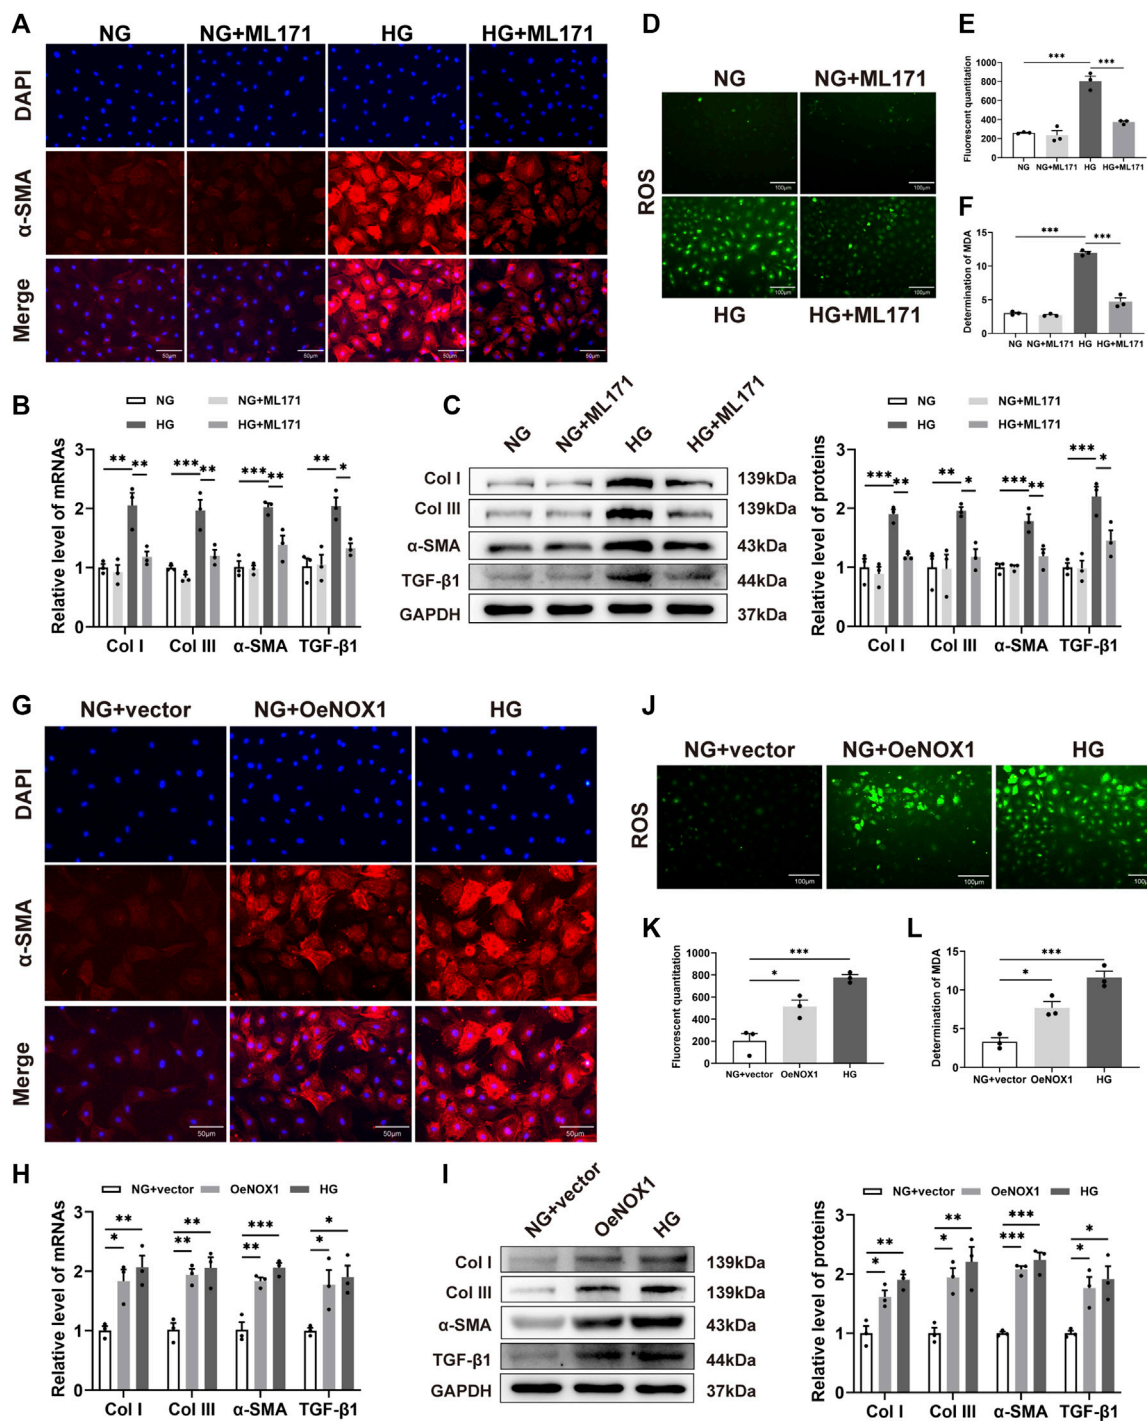 A
NG NG+ML171 HG HG+ML171
DAPI
α-SMA
Merge
50μm 50μm 50μm 50μm
D
NG NG+ML171
ROS
100μm 100μm
100μm 100μm
HG HG+ML171
E
Fluorescent quantitation
1000
800
600
400
200
0
*** ***
NG NG+ML171 HG HG+ML171
F
Determination of MDA
15
10
5
0
*** ***
NG NG+ML171 HG HG+ML171
B
NG NG+ML171
HG HG+ML171
Relative level of mRNAs
3
2
1
0
** ** *** ** *** ** ** *
Col I Col III α-SMA TGF-β1
C
NG NG+ML171 HG HG+ML171
Col I 139kDa
Col III 139kDa
α-SMA 43kDa
TGF-β1 44kDa
GAPDH 37kDa
NG NG+ML171
HG HG+ML171
Relative level of proteins
3
2
1
0
*** ** ** * *** ** *** *
Col I Col III α-SMA TGF-β1
G
NG+vector NG+OeNOX1 HG
DAPI
α-SMA
Merge
50μm 50μm 50μm
J
NG+vector NG+OeNOX1 HG
ROS
100μm 100μm 100μm
K
Fluorescent quantitation
1000
800
600
400
200
0
***
*
NG+vector OeNOX1 HG
L
Determination of MDA
15
10
5
0
***
*
NG+vector OeNOX1 HG
H
NG+vector OeNOX1 HG
Relative level of mRNAs
3
2
1
0
** ** *** *
* ** ** *
Col I Col III α-SMA TGF-β1
I
NG+vector OeNOX1 HG
Col I 139kDa
Col III 139kDa
α-SMA 43kDa
TGF-β1 44kDa
GAPDH 37kDa
NG+vector OeNOX1 HG
Relative level of proteins
3
2
1
0
** ** *** *
* * *** *
Col I Col III α-SMA TGF-β1